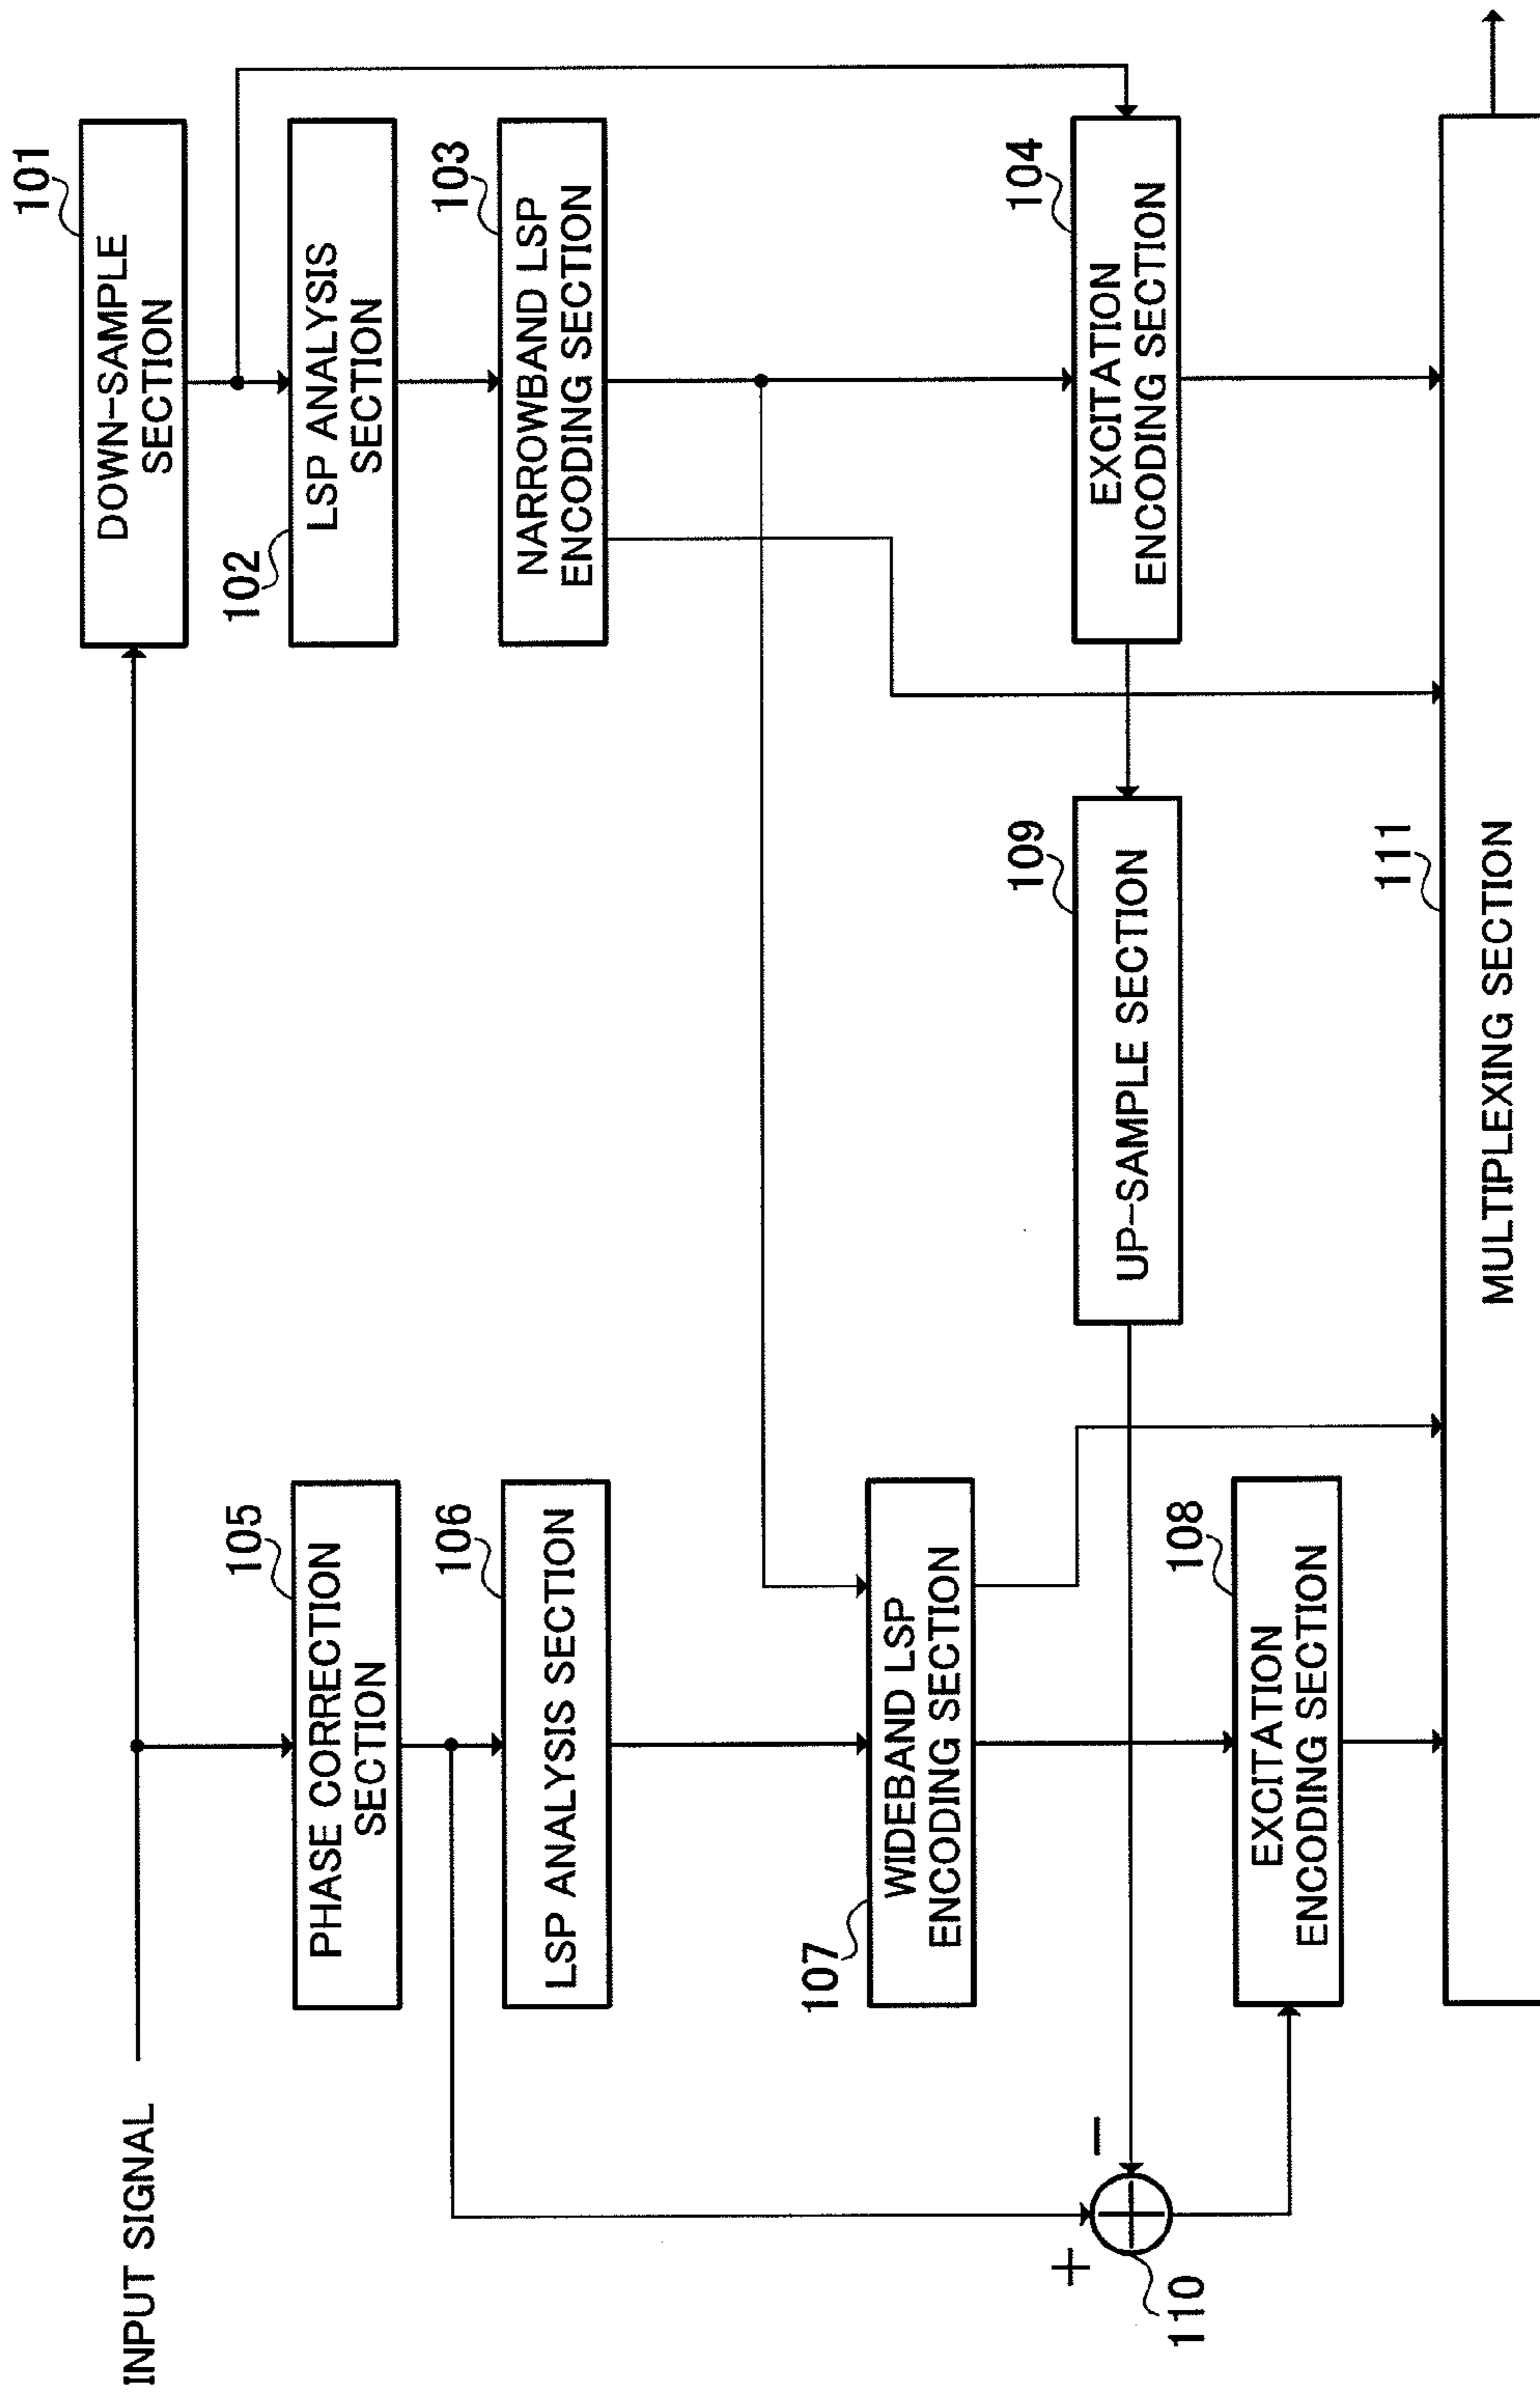 INPUT SIGNAL
101
DOWN-SAMPLE
SECTION
102
LSP ANALYSIS
SECTION
103
NARROWBAND LSP
ENCODING SECTION
104
EXCITATION
ENCODING SECTION
105
PHASE CORRECTION
SECTION
106
LSP ANALYSIS SECTION
107
WIDEBAND LSP
ENCODING SECTION
108
EXCITATION
ENCODING SECTION
109
UP-SAMPLE SECTION
+
−
110
111
MULTIPLEXING SECTION